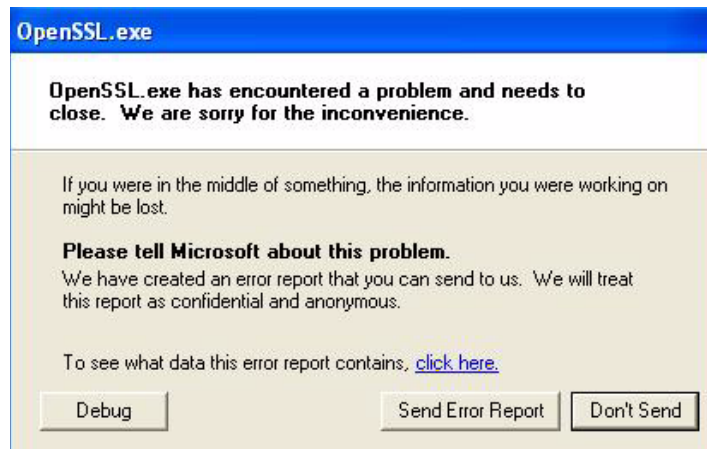 OpenSSL.exe
OpenSSL.exe has encountered a problem and needs to
close.  We are sorry for the inconvenience.
If you were in the middle of something, the information you were working on
might be lost.
Please tell Microsoft about this problem.
We have created an error report that you can send to us.  We will treat
this report as confidential and anonymous.
To see what data this error report contains, click here.
Debug
Send Error Report
Don't Send